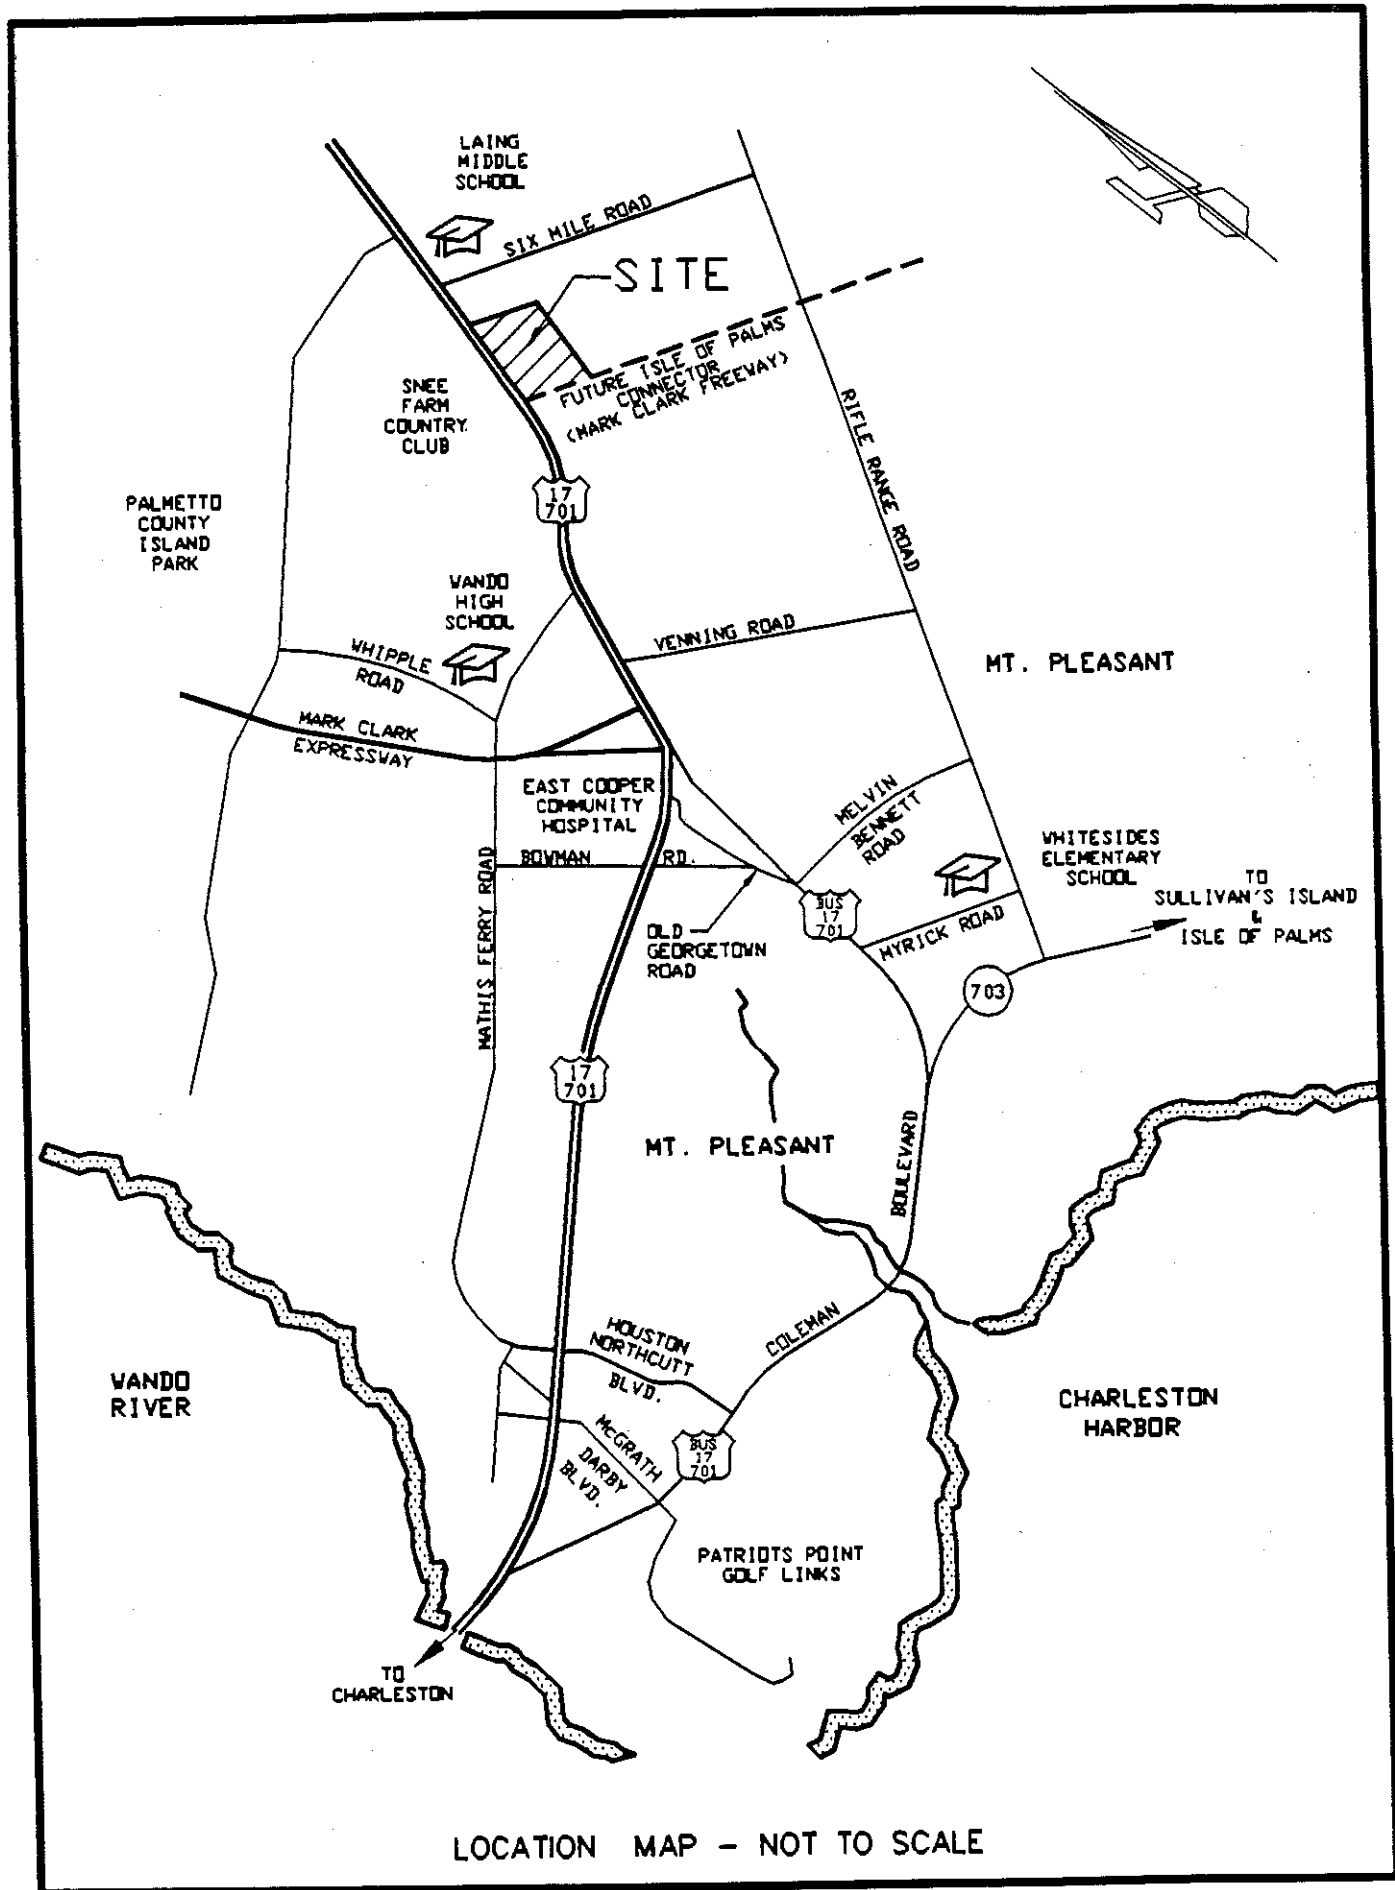 LAING
MIDDLE
SCHOOL
SIX MILE ROAD
SITE
FUTURE ISLE OF PALMS
CONNECTOR
(MARK CLARK FREEWAY)
SNEE
FARM
COUNTRY
CLUB
RIFLE RANGE ROAD
17
701
PALMETTO
COUNTY
ISLAND
PARK
WANDO
HIGH
SCHOOL
WHIPPLE
ROAD
VENNING ROAD
MT. PLEASANT
MARK CLARK
EXPRESSWAY
EAST COOPER
COMMUNITY
HOSPITAL
MELVIN
BENNETT
ROAD
BOWMAN RD.
WHITESIDES
ELEMENTARY
SCHOOL
TO
SULLIVAN'S ISLAND
&
ISLE OF PALMS
BUS
17
701
MYRICK ROAD
OLD
GEORGETOWN
ROAD
MATHIS FERRY ROAD
703
17
701
MT. PLEASANT
BOULEVARD
COLEMAN
HOUSTON
NORTHCUTT
BLVD.
WANDO
RIVER
CHARLESTON
HARBOR
McGRATH
DARBY
BLVD.
BUS
17
701
PATRIOTS POINT
GOLF LINKS
TO
CHARLESTON
LOCATION MAP - NOT TO SCALE